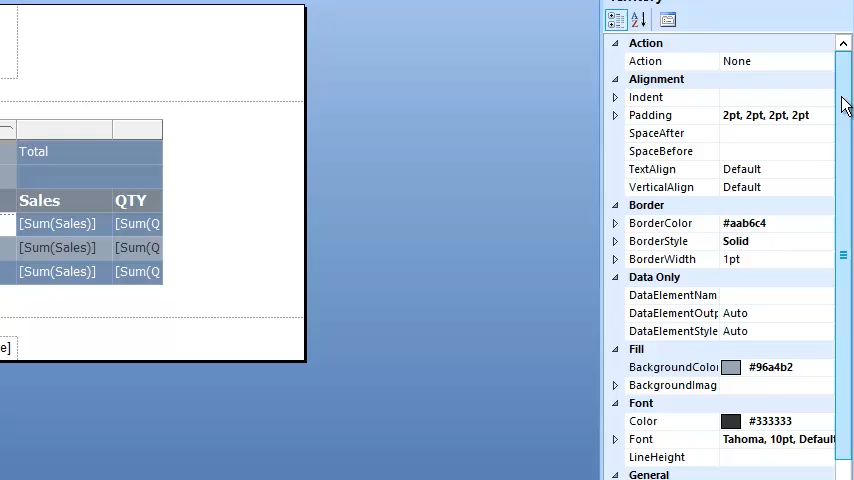 Total
Sales QTY
[Sum(Sales)] [Sum(Q
[Sum(Sales)] [Sum(Q
[Sum(Sales)] [Sum(Q
e]
Action
Action None
Alignment
Indent
Padding 2pt, 2pt, 2pt, 2pt
SpaceAfter
SpaceBefore
TextAlign Default
VerticalAlign Default
Border
BorderColor #aab6c4
BorderStyle Solid
BorderWidth 1pt
Data Only
DataElementNam
DataElementOutp Auto
DataElementStyle Auto
Fill
BackgroundColor #96a4b2
BackgroundImag
Font
Color #333333
Font Tahoma, 10pt, Default
LineHeight
General